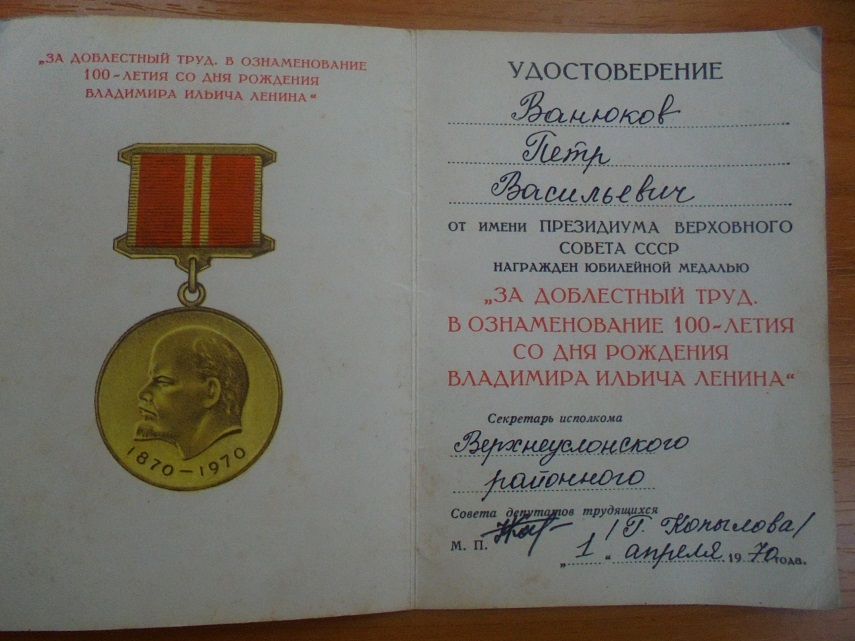 „ЗА ДОБЛЕСТНЫЙ ТРУД. В ОЗНАМЕНОВАНИЕ
100-ЛЕТИЯ СО ДНЯ РОЖДЕНИЯ
ВЛАДИМИРА ИЛЬИЧА ЛЕНИНА“
1870–1970
УДОСТОВЕРЕНИЕ
Ванюков
Петр
Васильевич
ОТ ИМЕНИ ПРЕЗИДИУМА ВЕРХОВНОГО
СОВЕТА СССР
НАГРАЖДЕН ЮБИЛЕЙНОЙ МЕДАЛЬЮ
„ЗА ДОБЛЕСТНЫЙ ТРУД.
В ОЗНАМЕНОВАНИЕ 100-ЛЕТИЯ
СО ДНЯ РОЖДЕНИЯ
ВЛАДИМИРА ИЛЬИЧА ЛЕНИНА“
Секретарь исполкома
Верхнеуслонского
районного
Совета депутатов трудящихся
/Г. Копылова/
М. П.
„1“ апреля 1970 года.